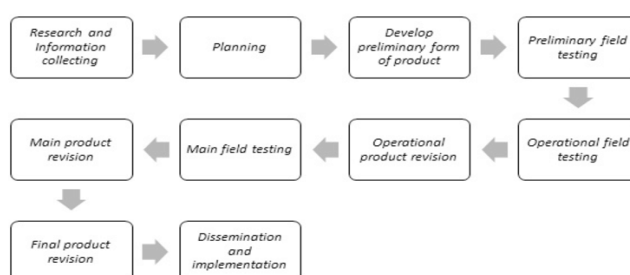 Research and
Information
collecting
Planning
Develop
preliminary form
of product
Preliminary field
testing
Operational field
testing
Operational
product revision
Main field testing
Main product
revision
Final product
revision
Dissemination
and
implementation